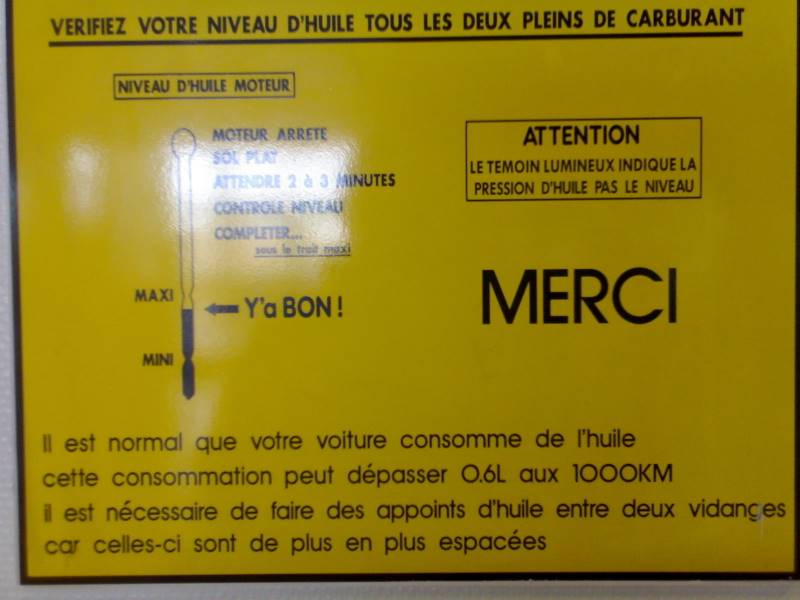 VERIFIEZ VOTRE NIVEAU D'HUILE TOUS LES DEUX PLEINS DE CARBURANT
NIVEAU D'HUILE MOTEUR
MOTEUR ARRETE
SOL PLAT
ATTENDRE 2 à 3 MINUTES
CONTROLE NIVEAU
COMPLETER...
sous le trait maxi
MAXI
Y'a BON !
MINI
ATTENTION
LE TEMOIN LUMINEUX INDIQUE LA
PRESSION D'HUILE PAS LE NIVEAU
MERCI
Il est normal que votre voiture consomme de l'huile
cette consommation peut dépasser 0.6L aux 1000KM
il est nécessaire de faire des appoints d'huile entre deux vidanges
car celles-ci sont de plus en plus espacées